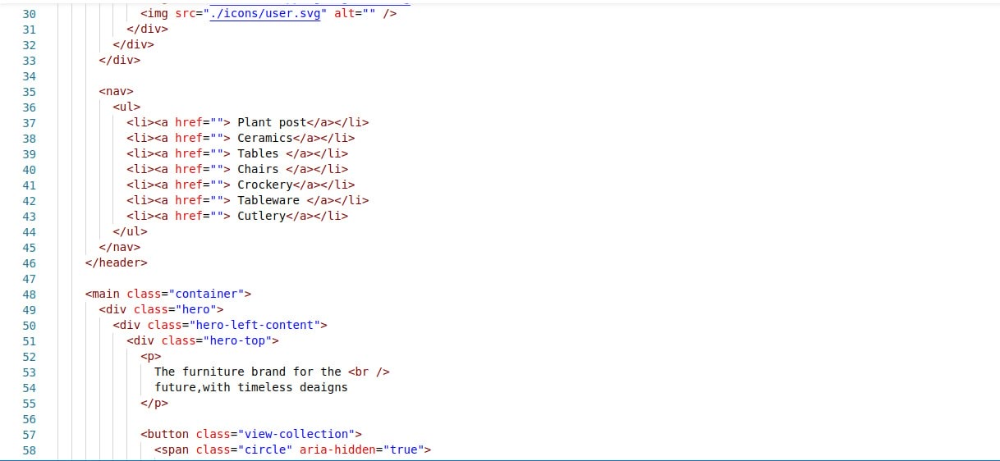 30 <img src="./icons/user.svg" alt="" />
31 </div>
32 </div>
33 </div>
34
35 <nav>
36 <ul>
37 <li><a href=""> Plant post</a></li>
38 <li><a href=""> Ceramics</a></li>
39 <li><a href=""> Tables </a></li>
40 <li><a href=""> Chairs </a></li>
41 <li><a href=""> Crockery</a></li>
42 <li><a href=""> Tableware </a></li>
43 <li><a href=""> Cutlery</a></li>
44 </ul>
45 </nav>
46 </header>
47
48 <main class="container">
49 <div class="hero">
50 <div class="hero-left-content">
51 <div class="hero-top">
52 <p>
53 The furniture brand for the <br />
54 future,with timeless deaigns
55 </p>
56
57 <button class="view-collection">
58 <span class="circle" aria-hidden="true">